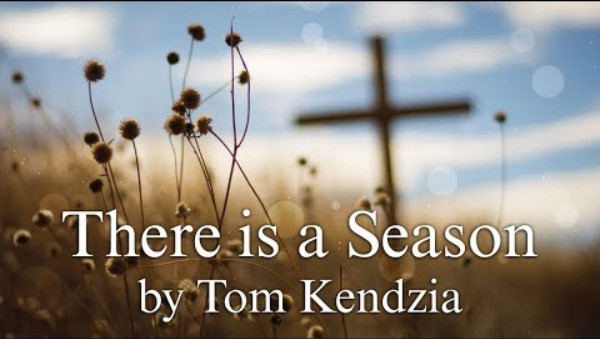 There is a Season
by Tom Kendzia